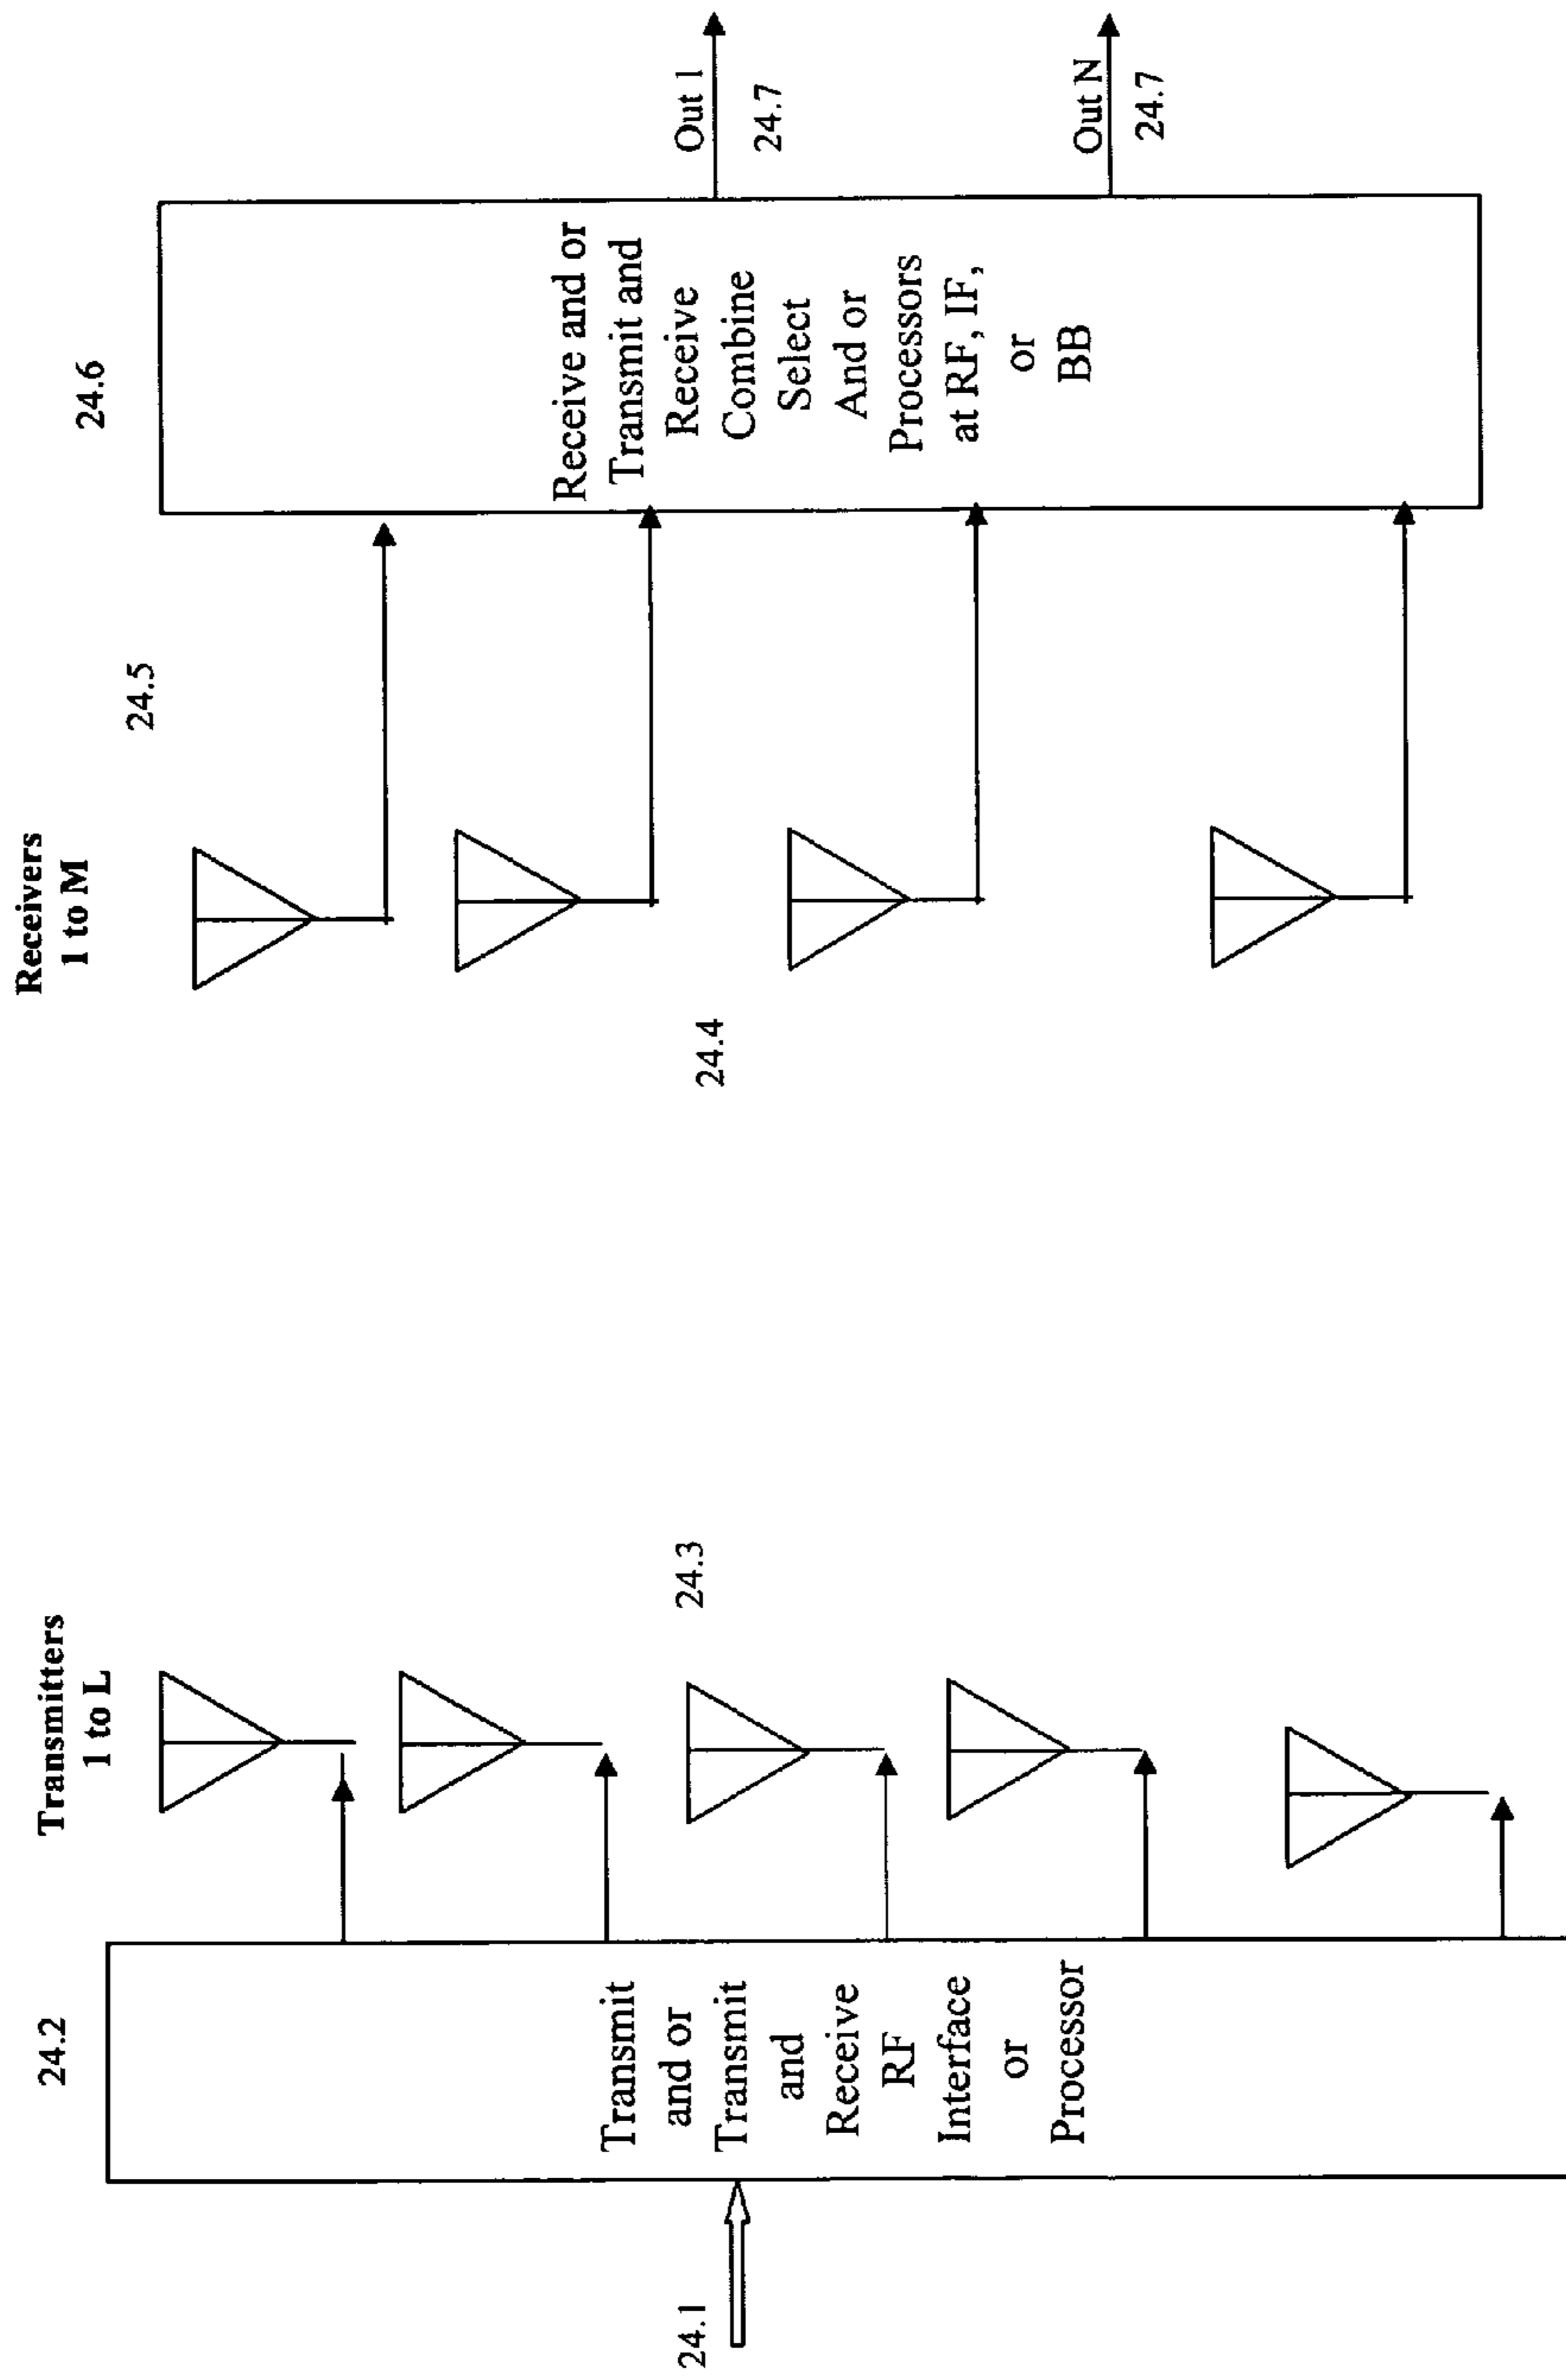 24.1
24.2
Transmit
and or
Transmit
and
Receive
RF
Interface
or
Processor
Transmitters
1 to L
24.3
24.4
Receivers
1 to M
24.5
24.6
Receive and or
Transmit and
Receive
Combine
Select
And or
Processors
at RF, IF,
or
BB
Out 1
24.7
Out N
24.7